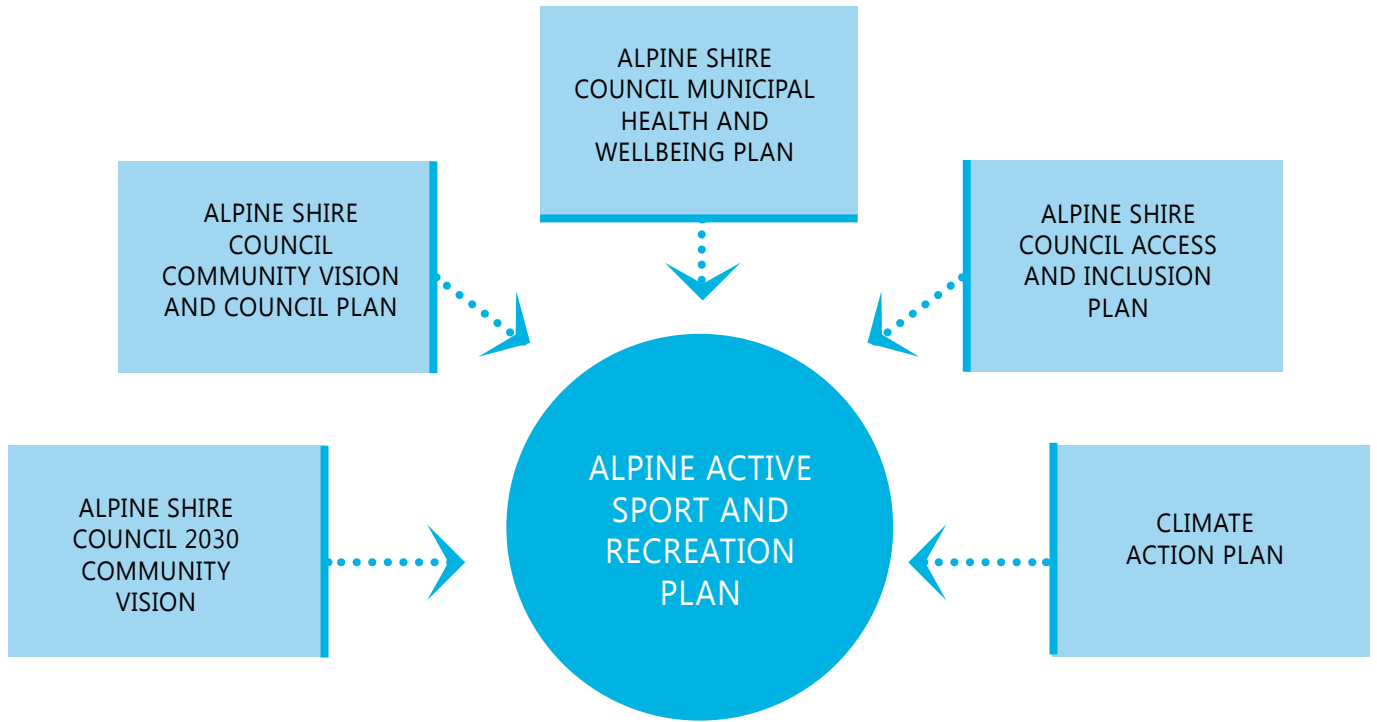 ALPINE SHIRE
COUNCIL MUNICIPAL
HEALTH AND
WELLBEING PLAN
ALPINE SHIRE
COUNCIL
COMMUNITY VISION
AND COUNCIL PLAN
ALPINE SHIRE
COUNCIL ACCESS
AND INCLUSION
PLAN
ALPINE SHIRE
COUNCIL 2030
COMMUNITY
VISION
ALPINE ACTIVE
SPORT AND
RECREATION
PLAN
CLIMATE
ACTION PLAN